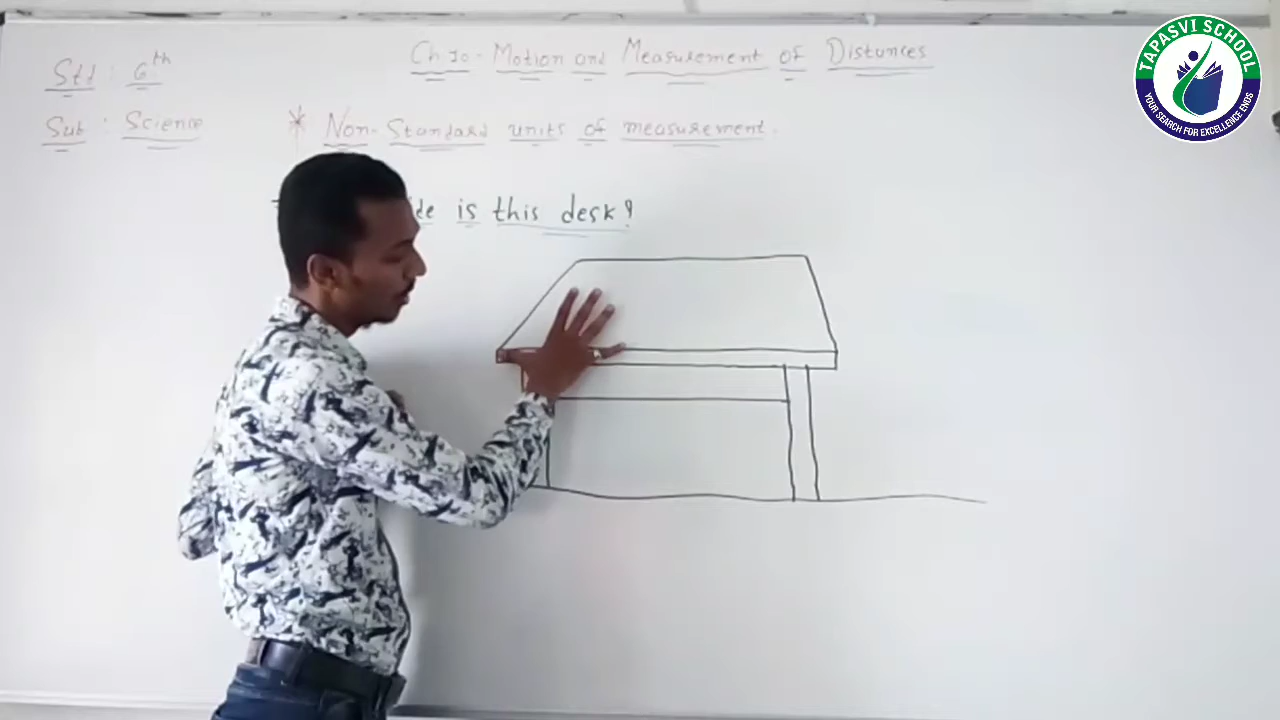 Std : 6th
Ch 10 - Motion and Measurement of Distances
Sub : Science
* Non-Standard units of measurement.
is this desk?
TAPASVI SCHOOL
YOUR SEARCH FOR EXCELLENCE ENDS